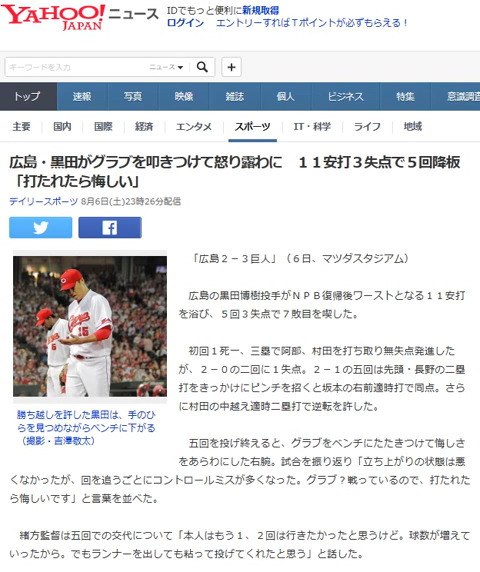 YAHOO! JAPAN ニュース
IDでもっと便利に新規取得
ログイン エントリーすればTポイントが必ずもらえる！
キーワードを入力 ニュース
トップ 速報 写真 映像 雑誌 個人 ビジネス 特集 意識調査
主要 国内 国際 経済 エンタメ スポーツ IT・科学 ライフ 地域
広島・黒田がグラブを叩きつけて怒り露わに　１１安打３失点で５回降板
「打たれたら悔しい」
デイリースポーツ 8月6日(土)23時26分配信
「広島２－３巨人」（６日、マツダスタジアム）
広島の黒田博樹投手がＮＰＢ復帰後ワーストとなる１１安打
を浴び、５回３失点で７敗目を喫した。
初回１死一、三塁で阿部、村田を打ち取り無失点発進した
が、２－０の二回に１失点。２－１の五回は先頭・長野の二塁
打をきっかけにピンチを招くと坂本の右前適時打で同点。さら
に村田の中越え適時二塁打で逆転を許した。
勝ち越しを許した黒田は、手のひ
らを見つめながらベンチに下がる
（撮影・吉澤敬太）
五回を投げ終えると、グラブをベンチにたたきつけて悔しさ
をあらわにした右腕。試合を振り返り「立ち上がりの状態は悪
くなかったが、回を追うごとにコントロールミスが多くなった。グラブ？戦っているので、打たれ
たら悔しいです」と言葉を並べた。
緒方監督は五回での交代について「本人はもう１、２回は行きたかったと思うけど。球数が増えて
いったから。でもランナーを出しても粘って投げてくれたと思う」と話した。